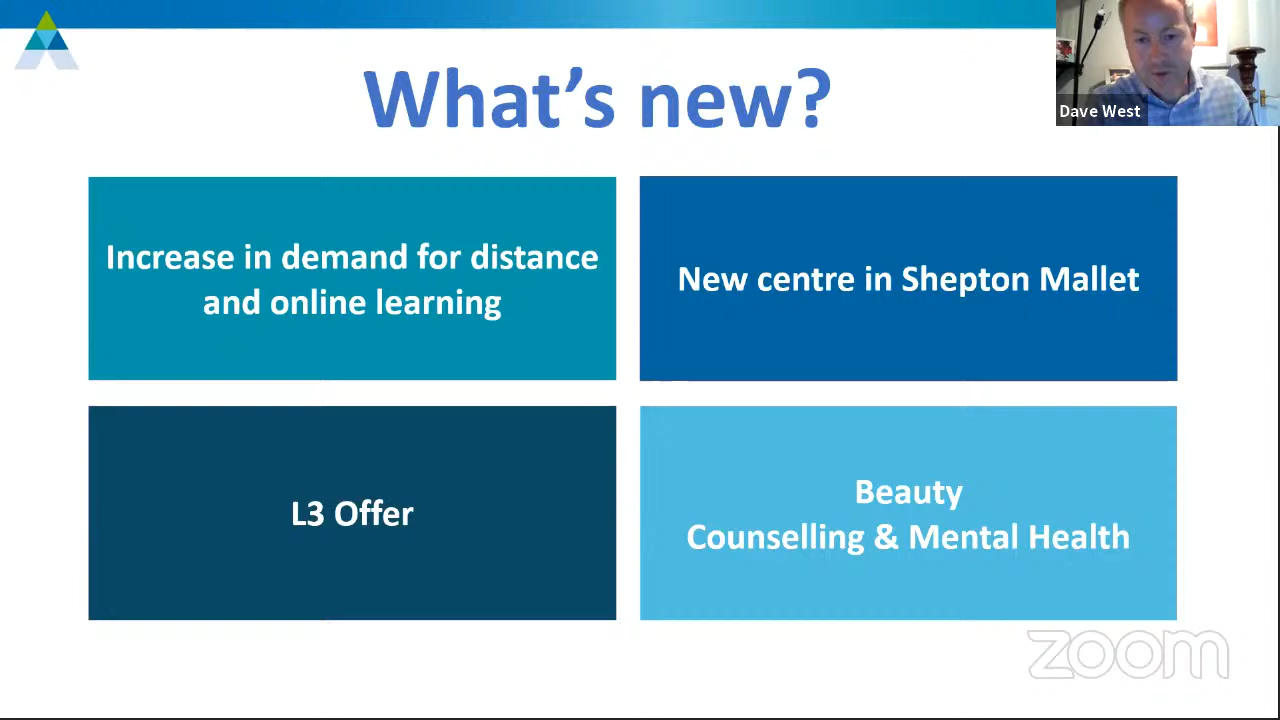 What's new?
Dave West
Increase in demand for distance
and online learning
New centre in Shepton Mallet
L3 Offer
Beauty
Counselling & Mental Health
zoom